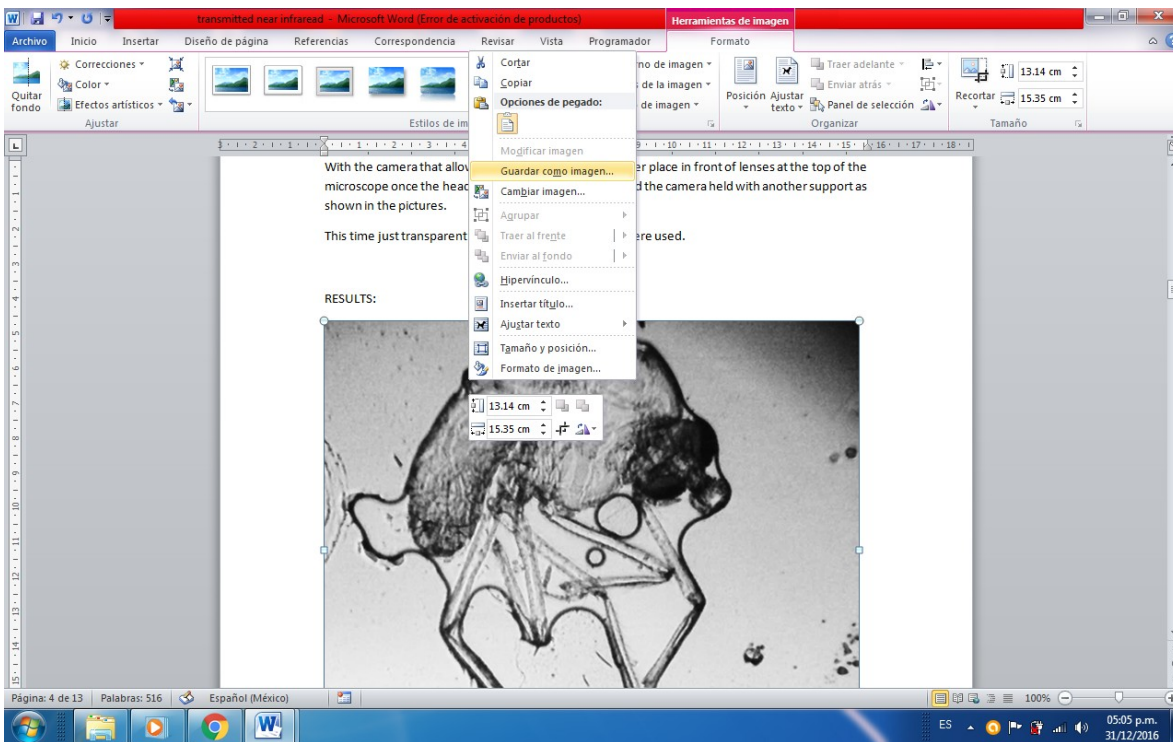 transmitted near infraread - Microsoft Word (Error de activación de productos)
Herramientas de imagen
Archivo Inicio Insertar Diseño de página Referencias Correspondencia Revisar Vista Programador Formato
Quitar fondo
Correcciones
Color
Efectos artísticos
Ajustar
Estilos de im
no de imagen
de la imagen
de imagen
Posición
Ajustar texto
Traer adelante
Enviar atrás
Panel de selección
Organizar
Recortar
13.14 cm
15.35 cm
Tamaño
Cortar
Copiar
Opciones de pegado:
Modificar imagen
Guardar como imagen...
Cambiar imagen...
Agrupar
Traer al frente
Enviar al fondo
Hipervínculo...
Insertar título...
Ajustar texto
Tamaño y posición...
Formato de imagen...
13.14 cm
15.35 cm
With the camera that allow er place in front of lenses at the top of the
microscope once the head d the camera held with another support as
shown in the pictures.
This time just transparent ere used.
RESULTS:
Página: 4 de 13 Palabras: 516 Español (México) 100%
ES 05:05 p.m.
31/12/2016